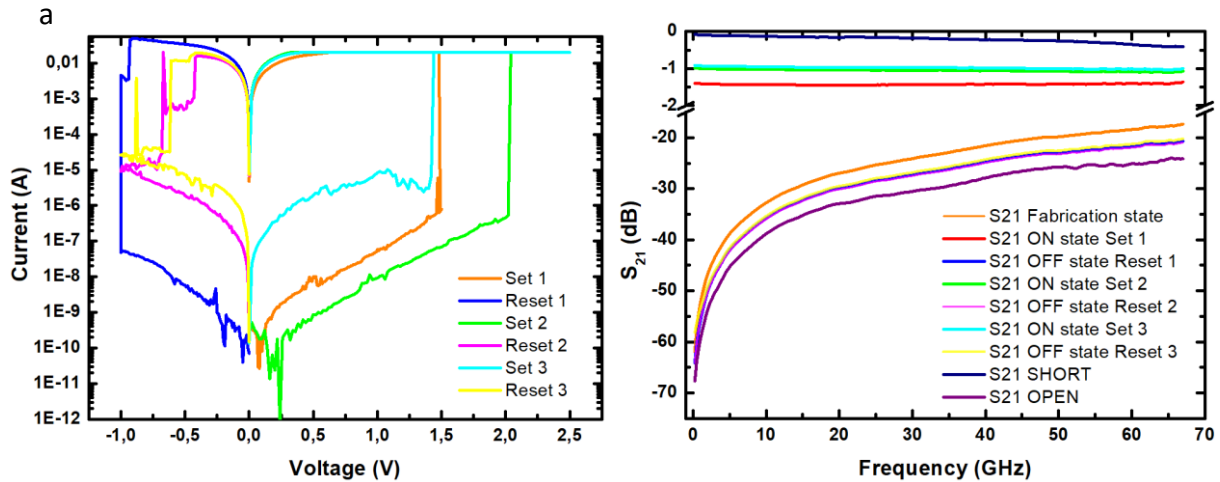 a
0,01
1E-3
1E-4
1E-5
1E-6
1E-7
1E-8
1E-9
1E-10
1E-11
1E-12
Current (A)
-1,0 -0,5 0,0 0,5 1,0 1,5 2,0 2,5
Voltage (V)
Set 1
Reset 1
Set 2
Reset 2
Set 3
Reset 3
0
-1
-2
-20
-30
-40
-50
-60
-70
S21 (dB)
0 10 20 30 40 50 60 70
Frequency (GHz)
S21 Fabrication state
S21 ON state Set 1
S21 OFF state Reset 1
S21 ON state Set 2
S21 OFF state Reset 2
S21 ON state Set 3
S21 OFF state Reset 3
S21 SHORT
S21 OPEN